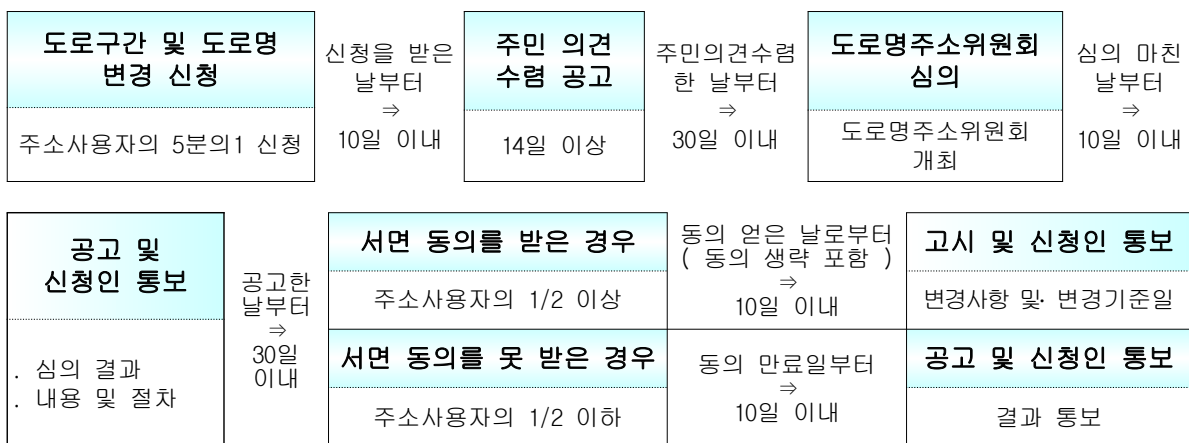 도로구간 및 도로명
변경 신청
주소사용자의 5분의1 신청
신청을 받은
날부터
⇒
10일 이내
주민 의견
수렴 공고
14일 이상
주민의견수렴
한 날부터
⇒
30일 이내
도로명주소위원회
심의
도로명주소위원회
개최
심의 마친
날부터
⇒
10일 이내
공고 및
신청인 통보
. 심의 결과
. 내용 및 절차
공고한
날부터
⇒
30일
이내
서면 동의를 받은 경우
주소사용자의 1/2 이상
동의 얻은 날로부터
( 동의 생략 포함 )
⇒
10일 이내
고시 및 신청인 통보
변경사항 및· 변경기준일
서면 동의를 못 받은 경우
주소사용자의 1/2 이하
동의 만료일부터
⇒
10일 이내
공고 및 신청인 통보
결과 통보